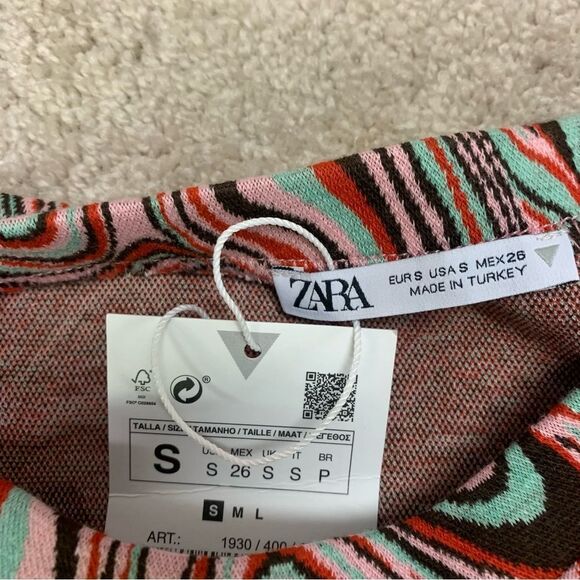 ZARA
EUR S USA S MEX 26
MADE IN TURKEY
FSC
®
TALLA / SIZE / TAMANHO / TAILLE / MAAT /
S
MEX BR
S 26 S S P
S M L
ART.: 1930 / 400 /